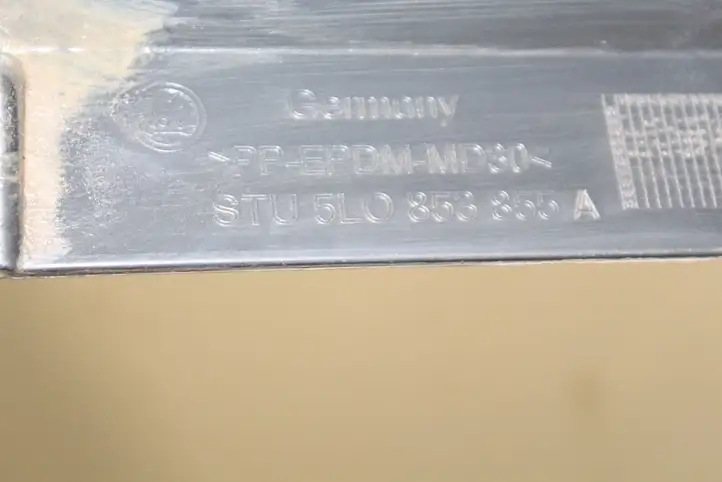 Germany
>PP-EPDM-MD30<
STU 5L0 853 855 A